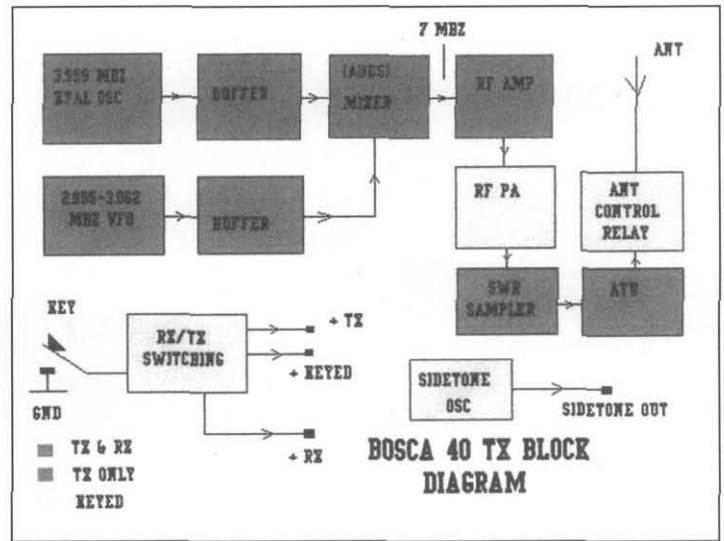 7 MHZ
ANT
3.999 MHZ
XTAL OSC
BUFFER
(ADDS)
MIXER
RF AMP
2.995-3.062
MHZ VFO
BUFFER
RF PA
ANT
CONTROL
RELAY
SWR
SAMPLER
ATU
KEY
RX/TX
SWITCHING
+ TX
+ KEYED
+ RX
GND
SIDETONE
OSC
SIDETONE OUT
TX & RX
TX ONLY
KEYED
BOSCA 40 TX BLOCK
DIAGRAM